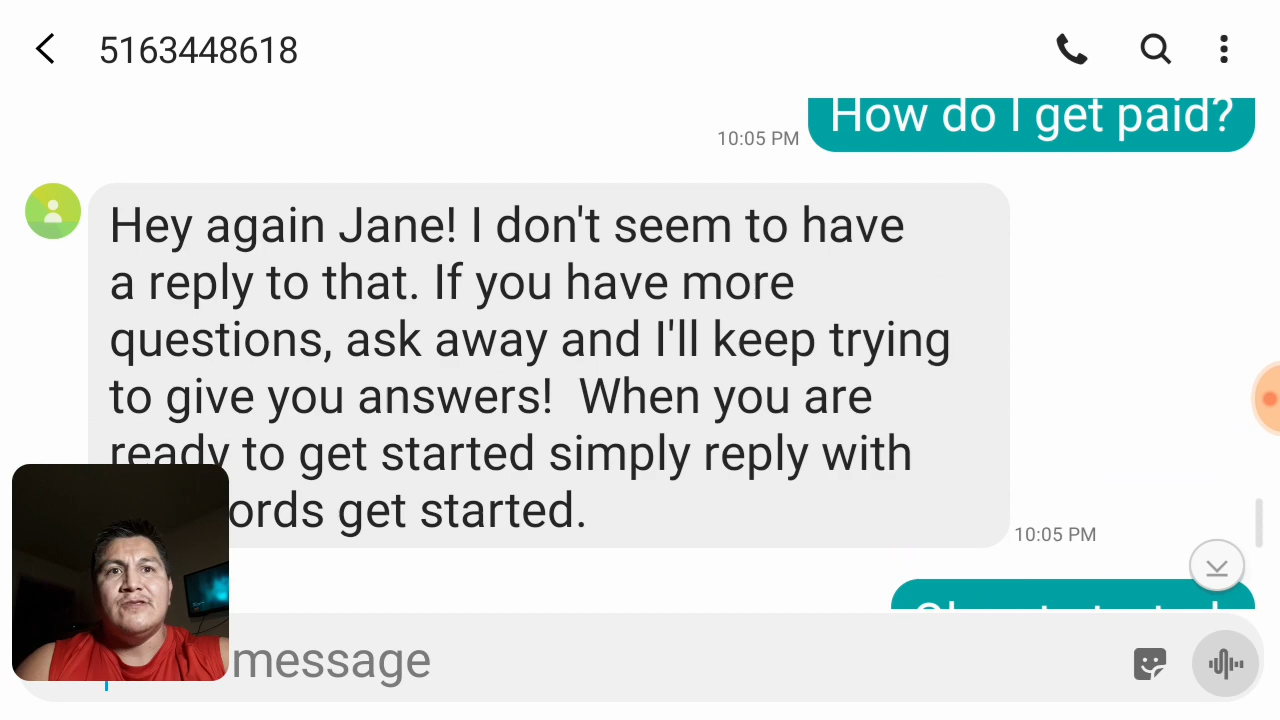 5163448618
How do I get paid?
10:05 PM
Hey again Jane! I don't seem to have
a reply to that. If you have more
questions, ask away and I'll keep trying
to give you answers!  When you are
ready to get started simply reply with
ords get started.
10:05 PM
message